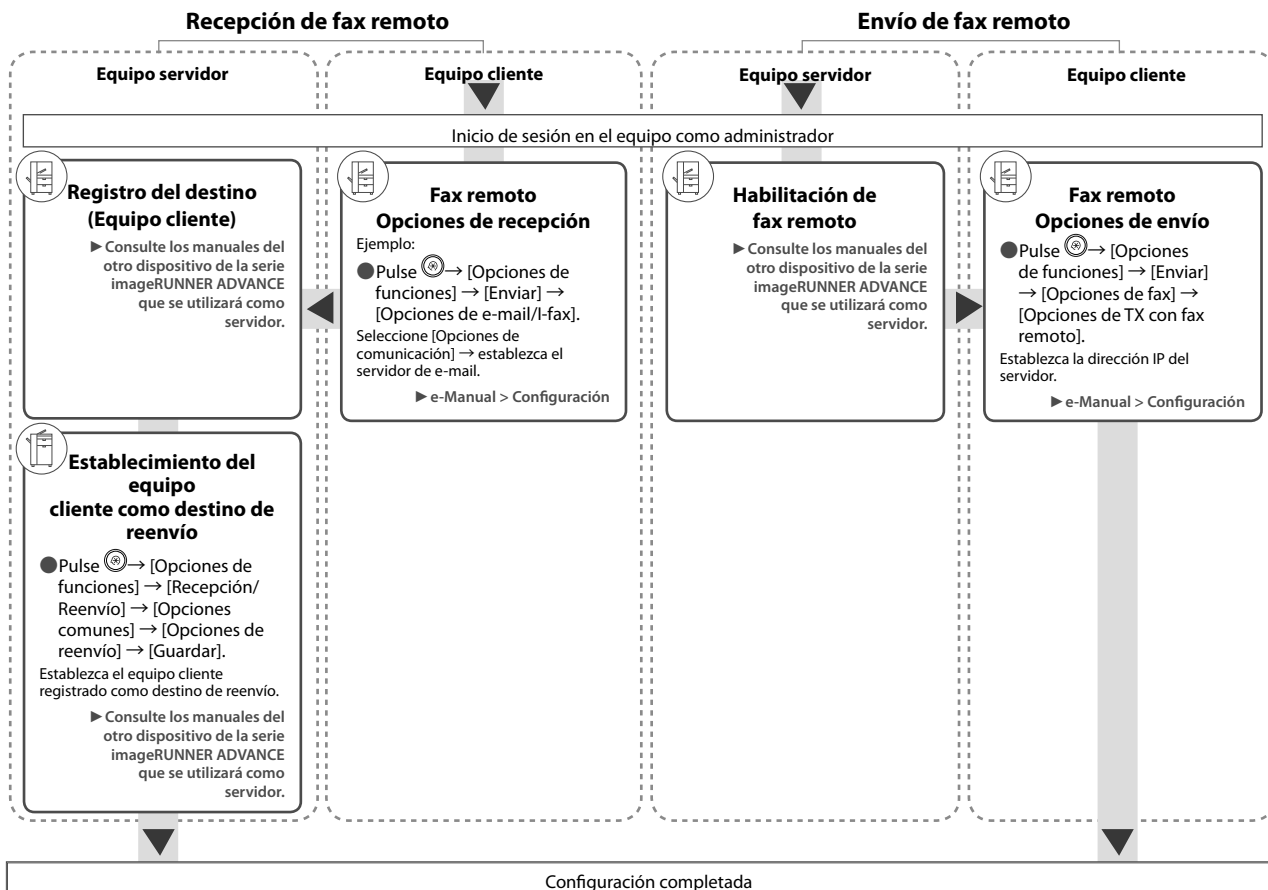 Recepción de fax remoto
Envío de fax remoto
Equipo servidor
Equipo cliente
Equipo servidor
Equipo cliente
Inicio de sesión en el equipo como administrador
Registro del destino
(Equipo cliente)
►Consulte los manuales del
otro dispositivo de la serie
imageRUNNER ADVANCE
que se utilizará como
servidor.
Fax remoto
Opciones de recepción
Ejemplo:
●Pulse → [Opciones de
funciones] → [Enviar] →
[Opciones de e-mail/I-fax].
Seleccione [Opciones de
comunicación] → establezca el
servidor de e-mail.
►e-Manual > Configuración
Habilitación de
fax remoto
►Consulte los manuales del
otro dispositivo de la serie
imageRUNNER ADVANCE
que se utilizará como
servidor.
Fax remoto
Opciones de envío
●Pulse → [Opciones
de funciones] → [Enviar]
→ [Opciones de fax] →
[Opciones de TX con fax
remoto].
Establezca la dirección IP del
servidor.
►e-Manual > Configuración
Establecimiento del
equipo
cliente como destino de
reenvío
●Pulse → [Opciones de
funciones] → [Recepción/
Reenvío] → [Opciones
comunes] → [Opciones de
reenvío] → [Guardar].
Establezca el equipo cliente
registrado como destino de reenvío.
►Consulte los manuales del
otro dispositivo de la serie
imageRUNNER ADVANCE
que se utilizará como
servidor.
Configuración completada